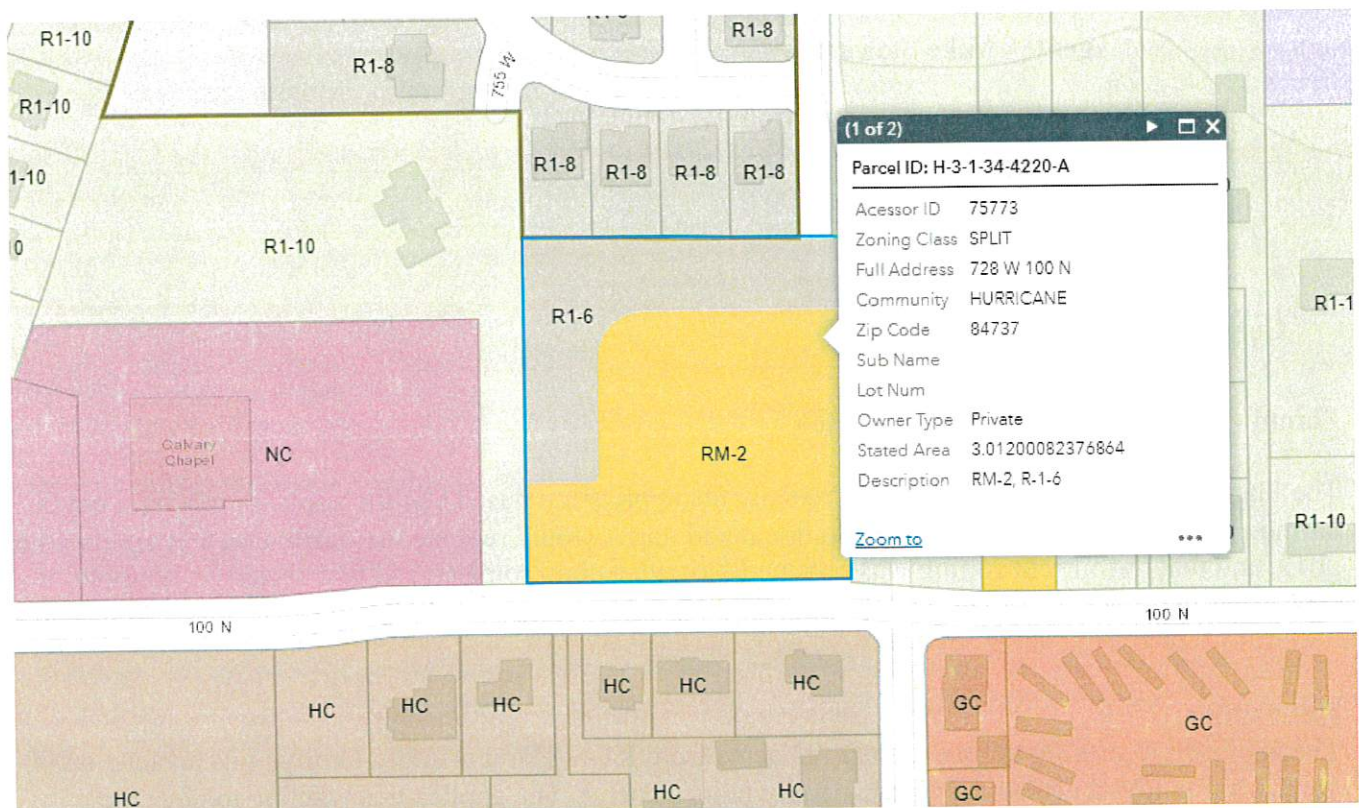 R1-10
R1-8
755 W
R1-8
R1-10
R1-8
R1-8
R1-8
R1-8
1-10
R1-10
R1-6
NC
Calvary
Chapel
RM-2
(1 of 2)
Parcel ID: H-3-1-34-4220-A
Acessor ID 75773
Zoning Class SPLIT
Full Address 728 W 100 N
Community HURRICANE
Zip Code 84737
Sub Name
Lot Num
Owner Type Private
Stated Area 3.01200082376864
Description RM-2, R-1-6
Zoom to
R1-1
R1-10
100 N
100 N
HC
HC
HC
HC
HC
HC
GC
GC
HC
HC
HC
GC